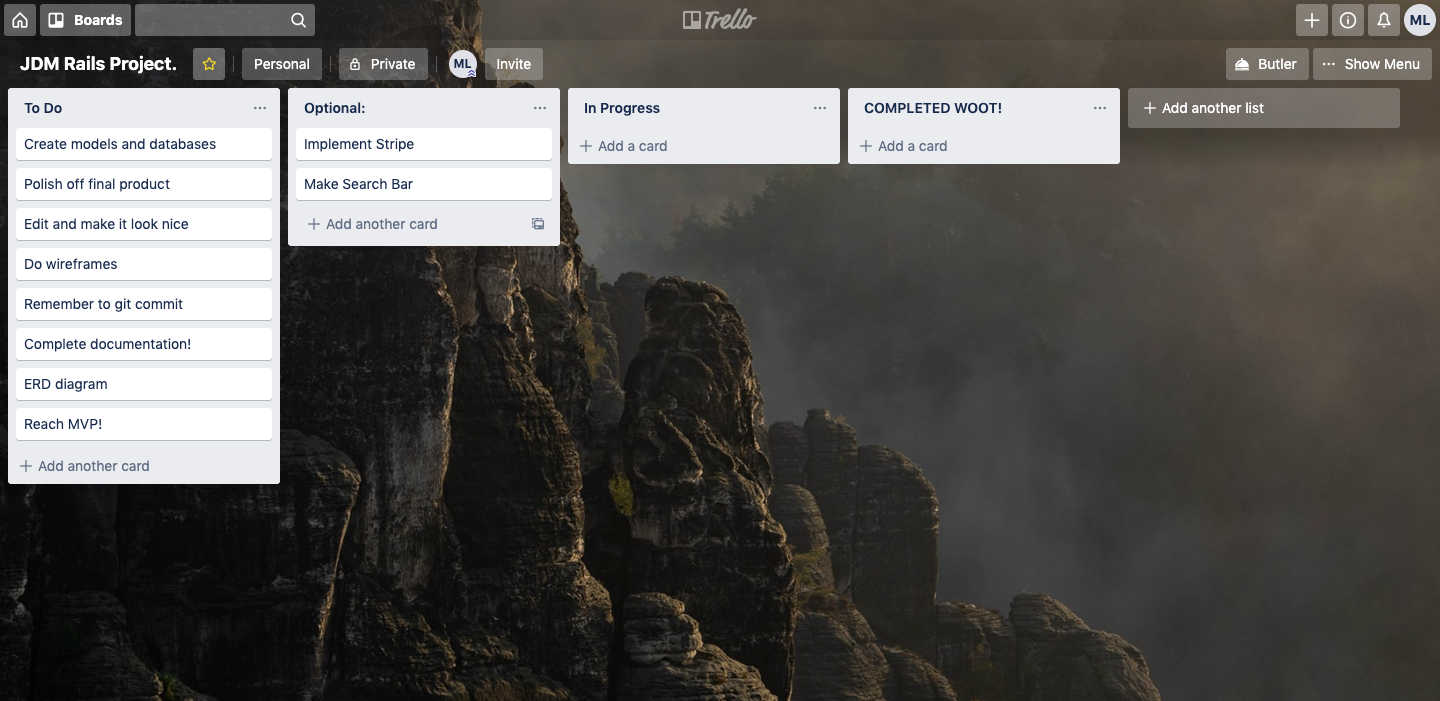 Boards
Trello
ML
JDM Rails Project.
Personal
Private
ML
Invite
Butler
Show Menu
To Do
Create models and databases
Polish off final product
Edit and make it look nice
Do wireframes
Remember to git commit
Complete documentation!
ERD diagram
Reach MVP!
Add another card
Optional:
Implement Stripe
Make Search Bar
Add another card
In Progress
Add a card
COMPLETED WOOT!
Add a card
Add another list